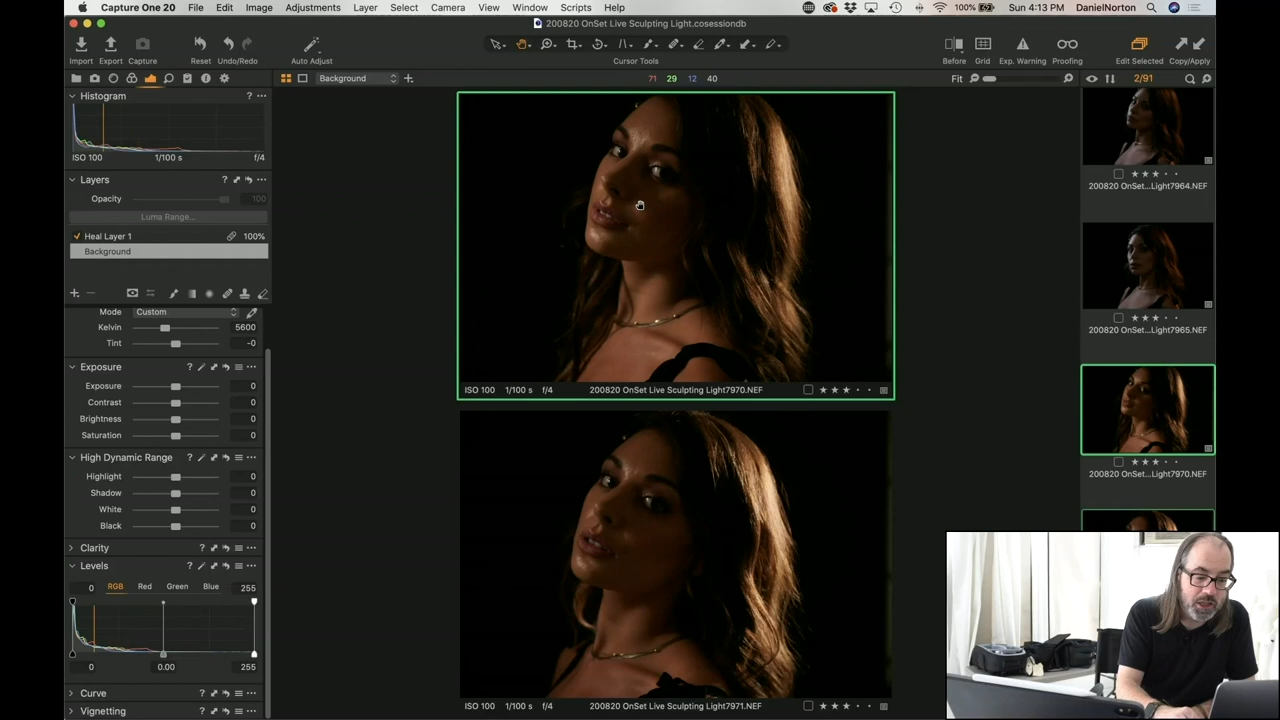 Capture One 20 File Edit Image Adjustments Layer Select Camera View Window Scripts Help 100% Sun 4:13 PM DanielNorton
200820 OnSet Live Sculpting Light.cosessiondb
Import Export Capture Reset Undo/Redo Auto Adjust Cursor Tools Before Grid Exp. Warning Proofing Edit Selected Copy/Apply
Background 71 29 12 40 Fit 2/91
Histogram ? ...
ISO 100 1/100 s f/4
Layers ? ...
Opacity 100
Luma Range...
Heal Layer 1 100%
Background
Mode Custom
Kelvin 5600
Tint -0
Exposure ? ...
Exposure 0
Contrast 0
Brightness 0
Saturation 0
High Dynamic Range ? ...
Highlight 0
Shadow 0
White 0
Black 0
Clarity ? ...
Levels ? ...
0 RGB Red Green Blue 255
0 0.00 255
Curve ? ...
Vignetting ? ...
ISO 100 1/100 s f/4 200820 OnSet Live Sculpting Light7970.NEF
ISO 100 1/100 s f/4 200820 OnSet Live Sculpting Light7971.NEF
200820 OnSet...Light7964.NEF
200820 OnSet...Light7965.NEF
200820 OnSet...Light7970.NEF